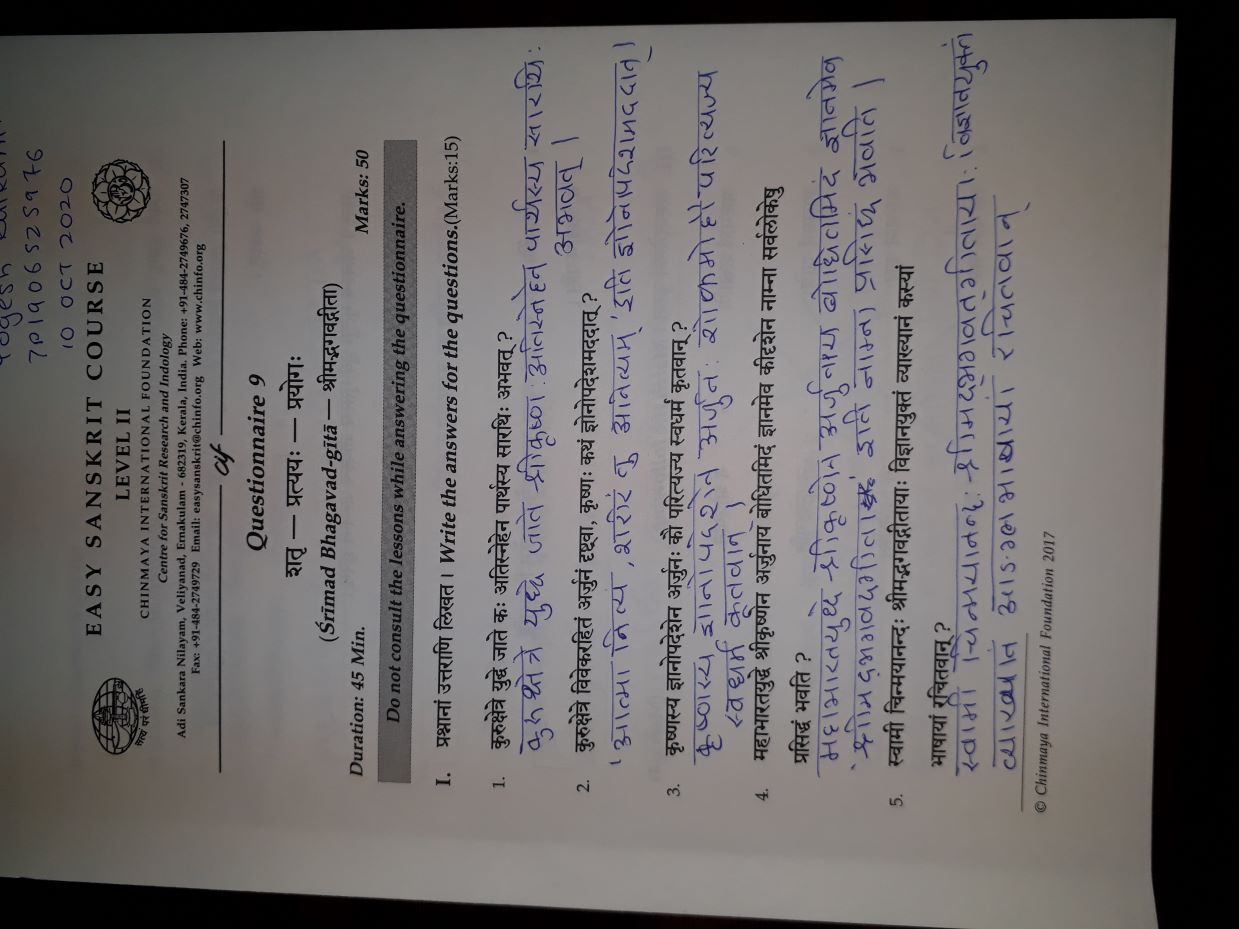 Yogesh
7P1906525976
10 OCT 2020
EASY SANSKRIT COURSE
LEVEL II
CHINMAYA INTERNATIONAL FOUNDATION
Centre for Sanskrit Research and Indology
Adi Sankara Nilayam, Veliyanad, Ernakulam - 682319, Kerala, India. Phone: +91-484-2749676, 2747307
Fax: +91-484-2749729 Email: easysanskrit@chinfo.org Web: www.chinfo.org
सत्यं परं धीमहि
cif
Questionnaire 9
शतृ — प्रत्ययः — प्रयोगः
(Śrīmad Bhagavad-gītā — श्रीमद्भगवद्गीता)
Duration: 45 Min. Marks: 50
Do not consult the lessons while answering the questionnaire.
I. प्रश्नानां उत्तराणि लिखत । Write the answers for the questions.(Marks:15)
1. कुरुक्षेत्रे युद्धे जाते कः अतिस्नेहेन पार्थस्य सारथिः अभवत् ?
कुरुक्षेत्रे युद्धे जाते श्रीकृष्णः अतिस्नेहेन पार्थस्य सारथिः
अभवत् ।
2. कुरुक्षेत्रे विवेकरहितं अर्जुनं दृष्ट्वा, कृष्णः कथं ज्ञोनोपदेशमददात् ?
'आत्मा नित्यं, शरीरं तु अनित्यम्' इति ज्ञोनोपदेशमददात् ।
3. कृष्णस्य ज्ञानोपदेशेन अर्जुनः कौ परित्यज्य स्वधर्मं कृतवान् ?
कृष्णस्य ज्ञानोपदेशेन अर्जुनः शोकमोहौ परित्यज्य
स्वधर्मं कृतवान् ।
4. महाभारतयुद्धे श्रीकृष्णेन अर्जुनाय बोधितमिदं ज्ञानमेव कीदृशेन नाम्ना सर्वलोकेषु
प्रसिद्धं भवति ?
महाभारतयुध्दे श्रीकृष्णेन अर्जुनाय बोधितमिदं ज्ञानमेव
'श्रीमद्भगवदगीता' इति नाम्ना प्रसिद्धं भवति ।
5. स्वामी चिन्मयानन्दः श्रीमद्भगवद्गीतायाः विज्ञानयुक्तं व्याख्यानं कस्यां
भाषायां रचितवान् ?
स्वामी चिन्मयानन्दः श्रीमद्भगवत्गीतायाः विज्ञानयुक्तं
व्याख्यानं आङ्ग्लभाषायां रचितवान्
© Chinmaya International Foundation 2017